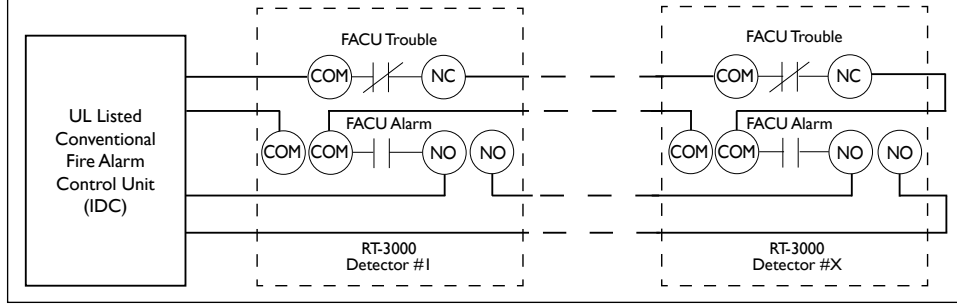 FACU Trouble
COM
NC
UL Listed
Conventional
Fire Alarm
Control Unit
(IDC)
FACU Alarm
COM
COM
NO
NO
RT-3000
Detector #1
FACU Trouble
COM
NC
FACU Alarm
COM
COM
NO
NO
RT-3000
Detector #X